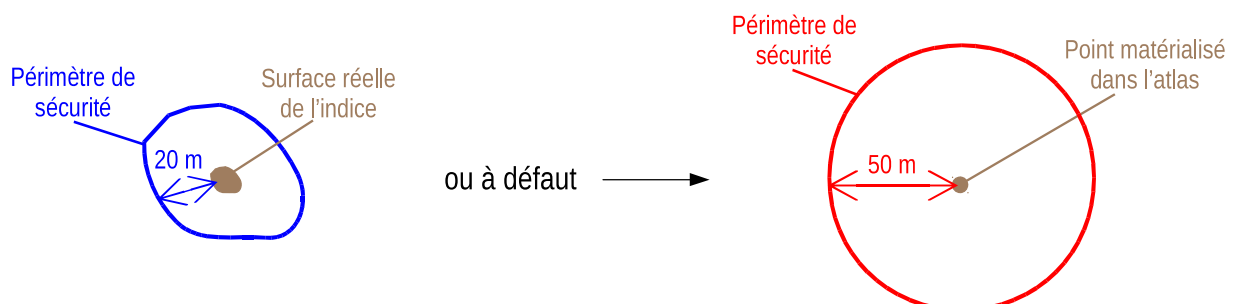 Périmètre de
sécurité
Surface réelle
de l'indice
20 m
ou à défaut
Périmètre de
sécurité
Point matérialisé
dans l'atlas
50 m